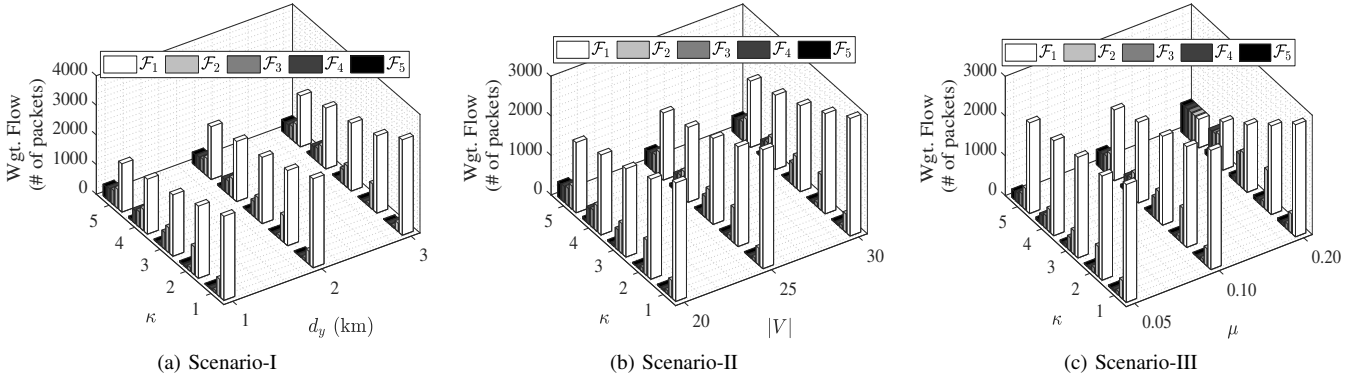 F1 F2 F3 F4 F5
4000
3000
2000
1000
0
Wgt. Flow
(# of packets)
5
4
3
2
1
κ
1
2
3
d_y (km)
(a) Scenario-I
F1 F2 F3 F4 F5
3000
2000
1000
0
Wgt. Flow
(# of packets)
5
4
3
2
1
κ
20
25
30
|V|
(b) Scenario-II
F1 F2 F3 F4 F5
3000
2000
1000
0
Wgt. Flow
(# of packets)
5
4
3
2
1
κ
0.05
0.10
0.20
μ
(c) Scenario-III